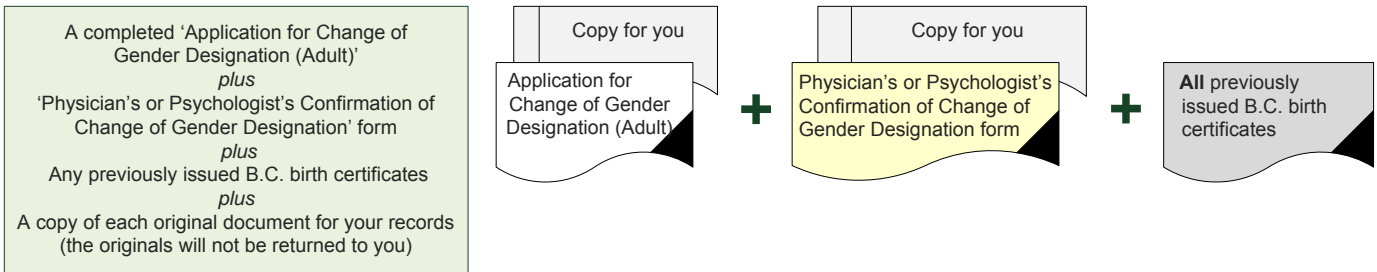 A completed ‘Application for Change of
Gender Designation (Adult)’
plus
‘Physician’s or Psychologist’s Confirmation of
Change of Gender Designation’ form
plus
Any previously issued B.C. birth certificates
plus
A copy of each original document for your records
(the originals will not be returned to you)
Copy for you
Application for
Change of Gender
Designation (Adult)
+
Copy for you
Physician’s or Psychologist’s
Confirmation of Change of
Gender Designation form
+
All previously
issued B.C. birth
certificates